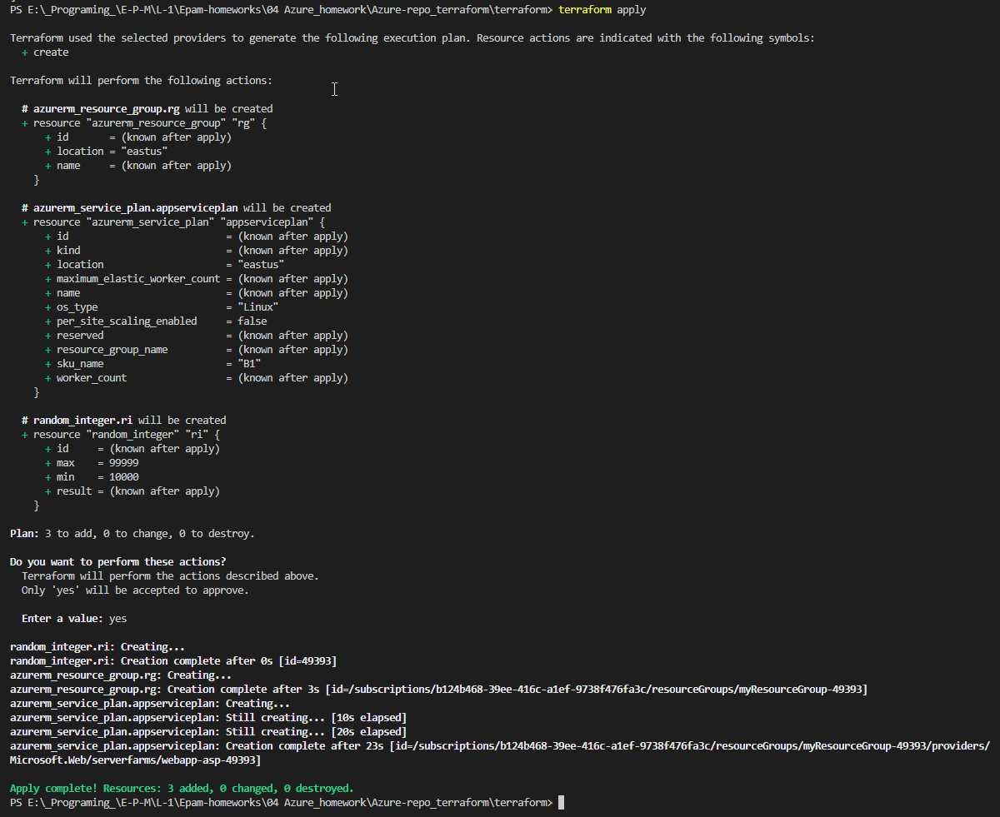 PS E:\_Programing_\E-P-M\L-1\Epam-homeworks\04 Azure_homework\Azure-repo_terraform\terraform> terraform apply

Terraform used the selected providers to generate the following execution plan. Resource actions are indicated with the following symbols:
  + create

Terraform will perform the following actions:

  # azurerm_resource_group.rg will be created
  + resource "azurerm_resource_group" "rg" {
      + id       = (known after apply)
      + location = "eastus"
      + name     = (known after apply)
    }

  # azurerm_service_plan.appserviceplan will be created
  + resource "azurerm_service_plan" "appserviceplan" {
      + id                           = (known after apply)
      + kind                         = (known after apply)
      + location                     = "eastus"
      + maximum_elastic_worker_count = (known after apply)
      + name                         = (known after apply)
      + os_type                      = "Linux"
      + per_site_scaling_enabled     = false
      + reserved                     = (known after apply)
      + resource_group_name          = (known after apply)
      + sku_name                     = "B1"
      + worker_count                 = (known after apply)
    }

  # random_integer.ri will be created
  + resource "random_integer" "ri" {
      + id     = (known after apply)
      + max    = 99999
      + min    = 10000
      + result = (known after apply)
    }

Plan: 3 to add, 0 to change, 0 to destroy.

Do you want to perform these actions?
  Terraform will perform the actions described above.
  Only 'yes' will be accepted to approve.

  Enter a value: yes

random_integer.ri: Creating...
random_integer.ri: Creation complete after 0s [id=49393]
azurerm_resource_group.rg: Creating...
azurerm_resource_group.rg: Creation complete after 3s [id=/subscriptions/b124b468-39ee-416c-a1ef-9738f476fa3c/resourceGroups/myResourceGroup-49393]
azurerm_service_plan.appserviceplan: Creating...
azurerm_service_plan.appserviceplan: Still creating... [10s elapsed]
azurerm_service_plan.appserviceplan: Still creating... [20s elapsed]
azurerm_service_plan.appserviceplan: Creation complete after 23s [id=/subscriptions/b124b468-39ee-416c-a1ef-9738f476fa3c/resourceGroups/myResourceGroup-49393/providers/
Microsoft.Web/serverfarms/webapp-asp-49393]

Apply complete! Resources: 3 added, 0 changed, 0 destroyed.
PS E:\_Programing_\E-P-M\L-1\Epam-homeworks\04 Azure_homework\Azure-repo_terraform\terraform>